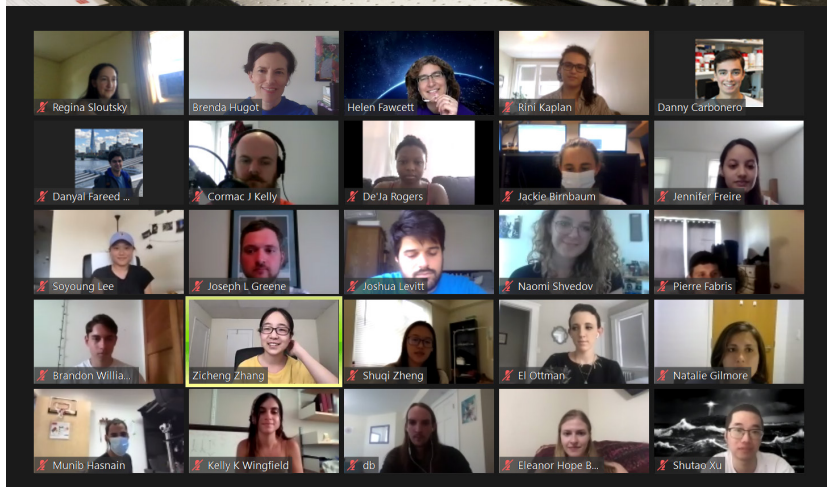 Regina Sloutsky
Brenda Hugot
Helen Fawcett
Rini Kaplan
Danny Carbonero
Danyal Fareed ...
Cormac J Kelly
De'Ja Rogers
Jackie Birnbaum
Jennifer Freire
Soyoung Lee
Joseph L Greene
Joshua Levitt
Naomi Shvedov
Pierre Fabris
Brandon Willia...
Zicheng Zhang
Shuqi Zheng
El Ottman
Natalie Gilmore
Munib Hasnain
Kelly K Wingfield
db
Eleanor Hope B...
Shutao Xu